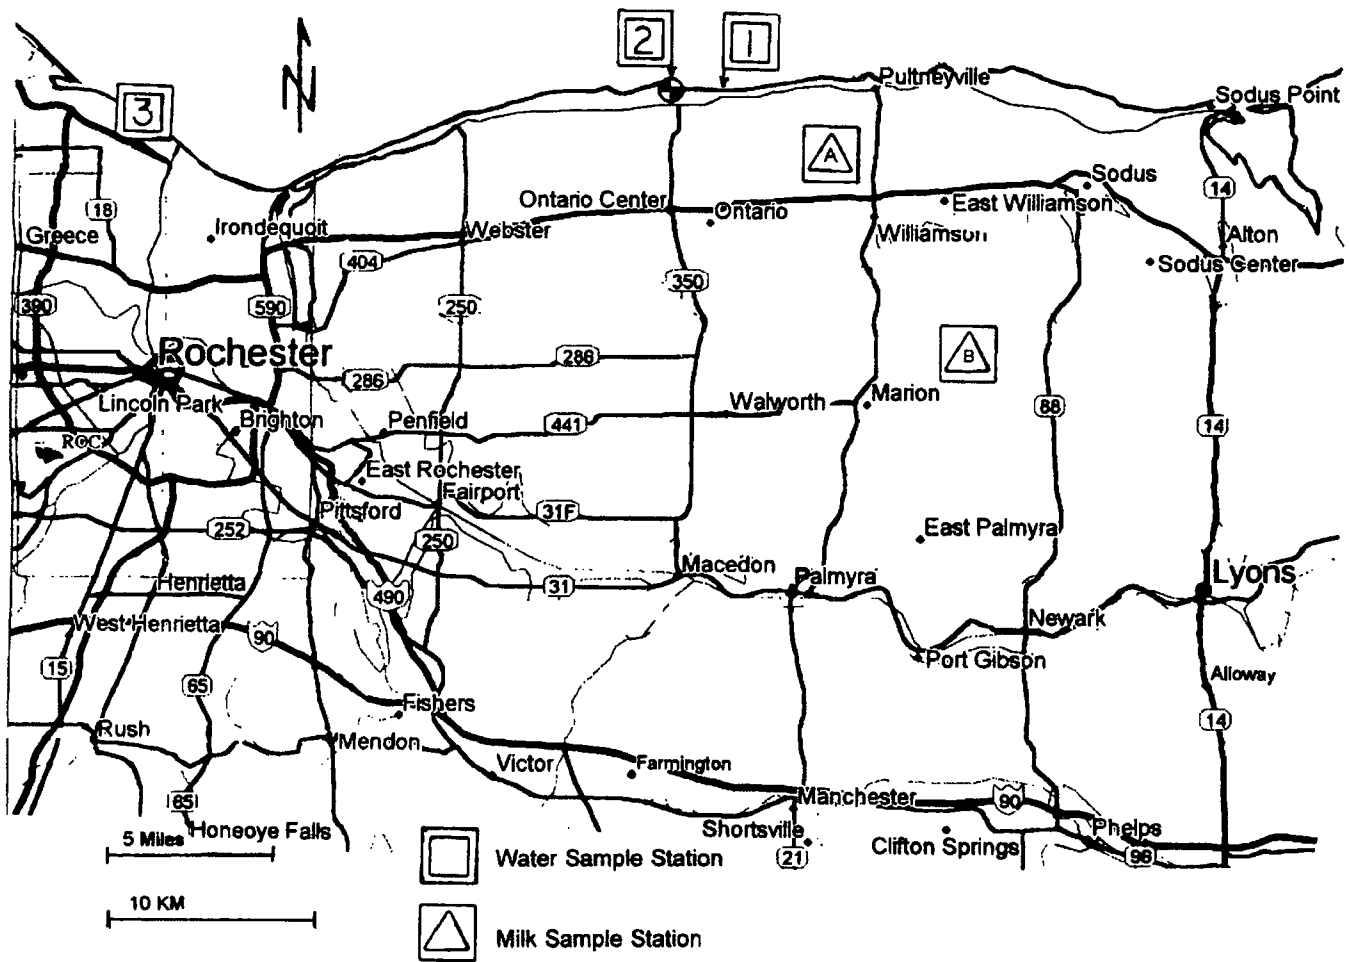 2
1
3
N
Pultneyville
Sodus Point
A
Sodus
14
18
Ontario Center
Ontario
East Williamson
Irondequoit
Greece
Webster
Williamson
Alton
404
Sodus Center
350
390
590
250
Rochester
286
286
B
Lincoln Park
Walworth
Marion
88
Brighton
Penfield
441
14
ROC
East Rochester
Fairport
Pittsford
31F
252
250
East Palmyra
Macedon
Palmyra
Lyons
Henrietta
31
490
West Henrietta
90
Newark
Port Gibson
15
65
Alloway
Fishers
14
Rush
Mendon
Victor
Farmington
65
Manchester
90
Honeoye Falls
Shortsville
Phelps
5 Miles
21
Clifton Springs
96
Water Sample Station
10 KM
Milk Sample Station